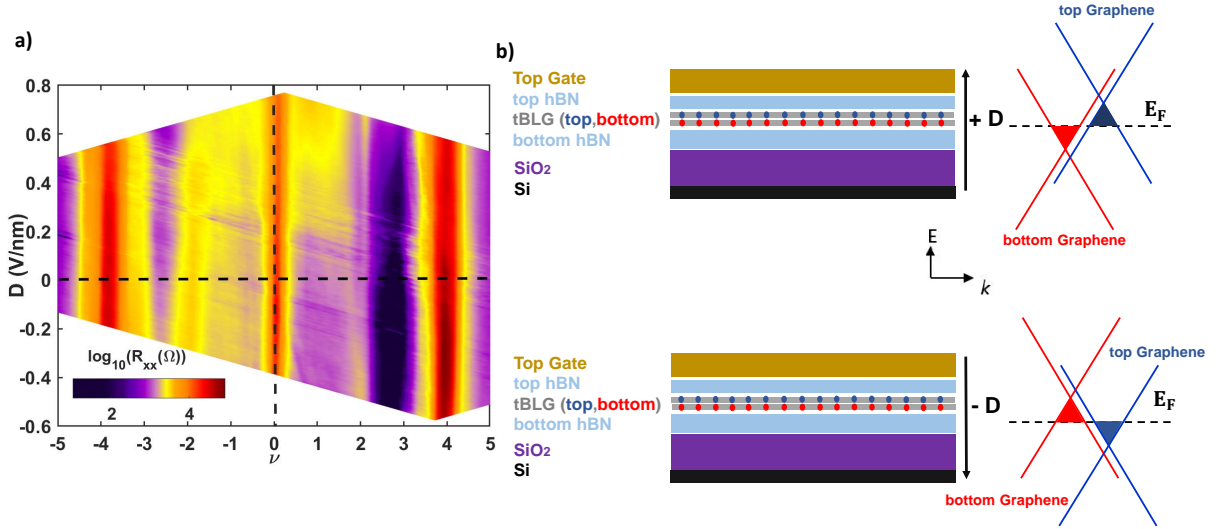 a)
D (V/nm)
0.8
0.6
0.4
0.2
0
-0.2
-0.4
-0.6
log10(Rxx(Ω))
2 4
-5 -4 -3 -2 -1 0 1 2 3 4 5
ν
b)
Top Gate
top hBN
tBLG (top,bottom)
bottom hBN
SiO2
Si
+ D
top Graphene
EF
bottom Graphene
E
k
Top Gate
top hBN
tBLG (top,bottom)
bottom hBN
SiO2
Si
- D
top Graphene
EF
bottom Graphene